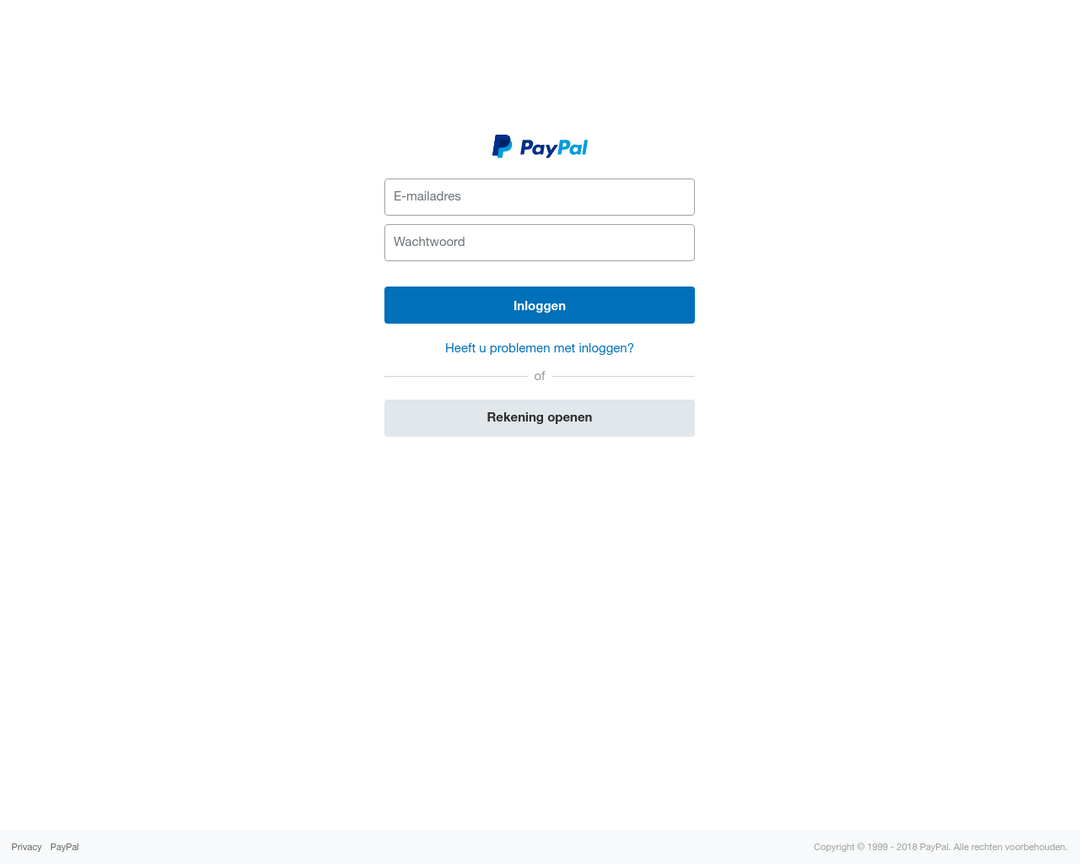 PayPal
E-mailadres
Wachtwoord
Inloggen
Heeft u problemen met inloggen?
of
Rekening openen
Privacy PayPal
Copyright © 1999 - 2018 PayPal. Alle rechten voorbehouden.